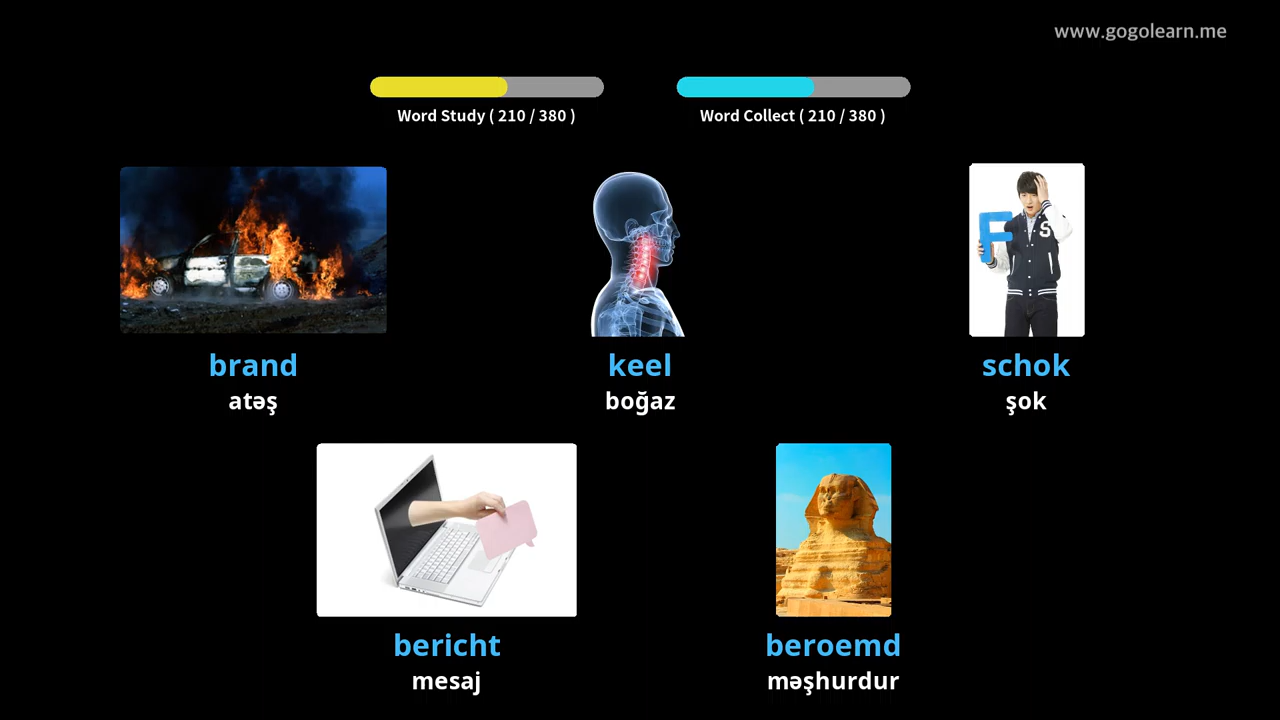 www.gogolearn.me
Word Study ( 210 / 380 )
Word Collect ( 210 / 380 )
F
S
brand
atəş
keel
boğaz
schok
şok
bericht
mesaj
beroemd
məşhurdur